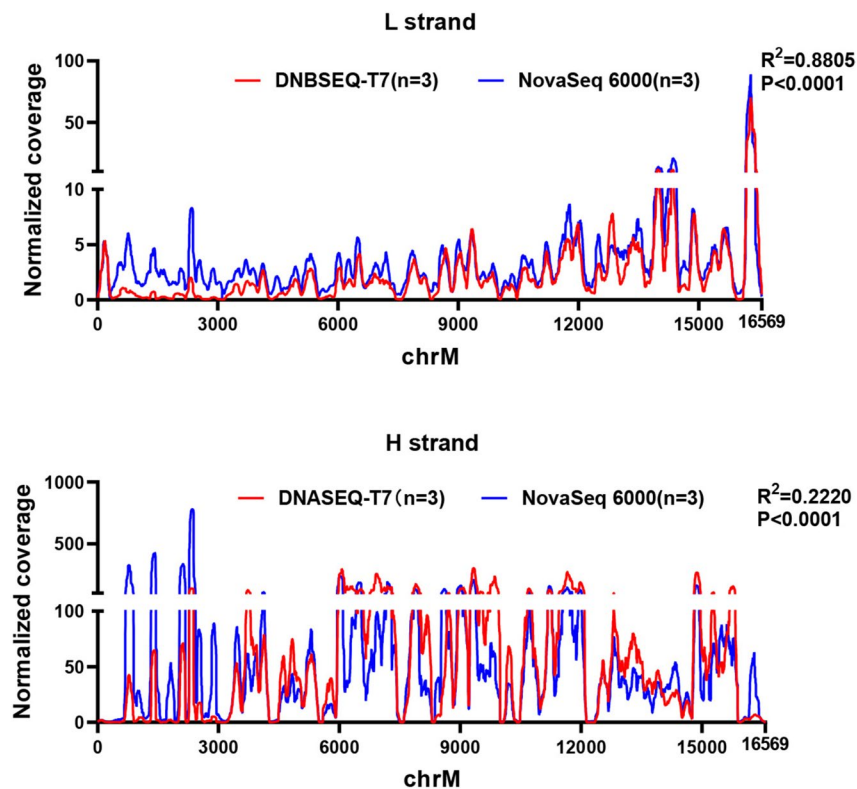 L strand
100
DNBSEQ-T7(n=3)
NovaSeq 6000(n=3)
R2=0.8805
P<0.0001
50
10
5
0
Normalized coverage
0
3000
6000
9000
12000
15000
16569
chrM
H strand
1000
DNASEQ-T7(n=3)
NovaSeq 6000(n=3)
R2=0.2220
P<0.0001
500
100
50
0
Normalized coverage
0
3000
6000
9000
12000
15000
16569
chrM